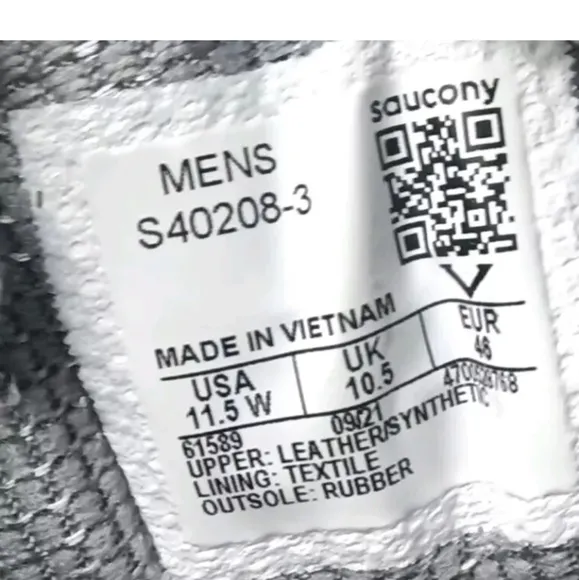 saucony
MENS
S40208-3
MADE IN VIETNAM
USA UK EUR
11.5 W 10.5 46
61589 09/21
UPPER: LEATHER/SYNTHETIC
LINING: TEXTILE
OUTSOLE: RUBBER